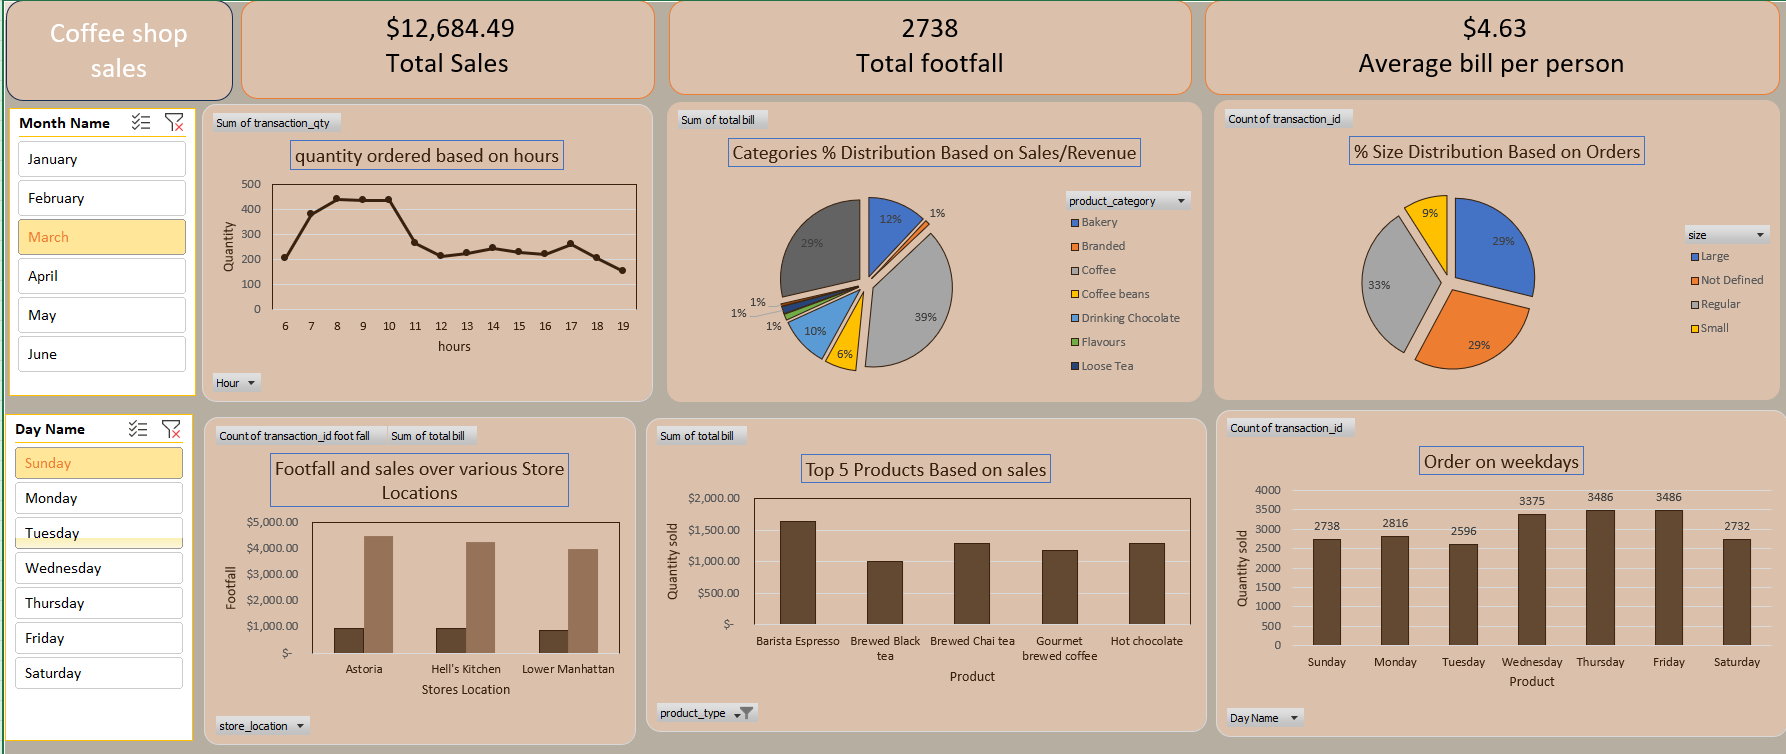 Coffee shop
sales
$12,684.49
Total Sales
2738
Total footfall
$4.63
Average bill per person
Month Name
January
February
March
April
May
June
Day Name
Sunday
Monday
Tuesday
Wednesday
Thursday
Friday
Saturday
Sum of transaction_qty
quantity ordered based on hours
Quantity
500
400
300
200
100
0
6 7 8 9 10 11 12 13 14 15 16 17 18 19
hours
Hour
Sum of total bill
Categories % Distribution Based on Sales/Revenue
12%
1%
39%
6%
10%
1%
1%
1%
29%
product_category
Bakery
Branded
Coffee
Coffee beans
Drinking Chocolate
Flavours
Loose Tea
Count of transaction_id
% Size Distribution Based on Orders
29%
29%
33%
9%
size
Large
Not Defined
Regular
Small
Count of transaction_id foot fall Sum of total bill
Footfall and sales over various Store
Locations
Footfall
$5,000.00
$4,000.00
$3,000.00
$2,000.00
$1,000.00
$-
Astoria Hell's Kitchen Lower Manhattan
Stores Location
store_location
Sum of total bill
Top 5 Products Based on sales
Quantity sold
$2,000.00
$1,500.00
$1,000.00
$500.00
$-
Barista Espresso Brewed Black tea Brewed Chai tea Gourmet brewed coffee Hot chocolate
Product
product_type
Count of transaction_id
Order on weekdays
Quantity sold
4000
3500
3000
2500
2000
1500
1000
500
0
2738 2816 2596 3375 3486 3486 2732
Sunday Monday Tuesday Wednesday Thursday Friday Saturday
Product
Day Name